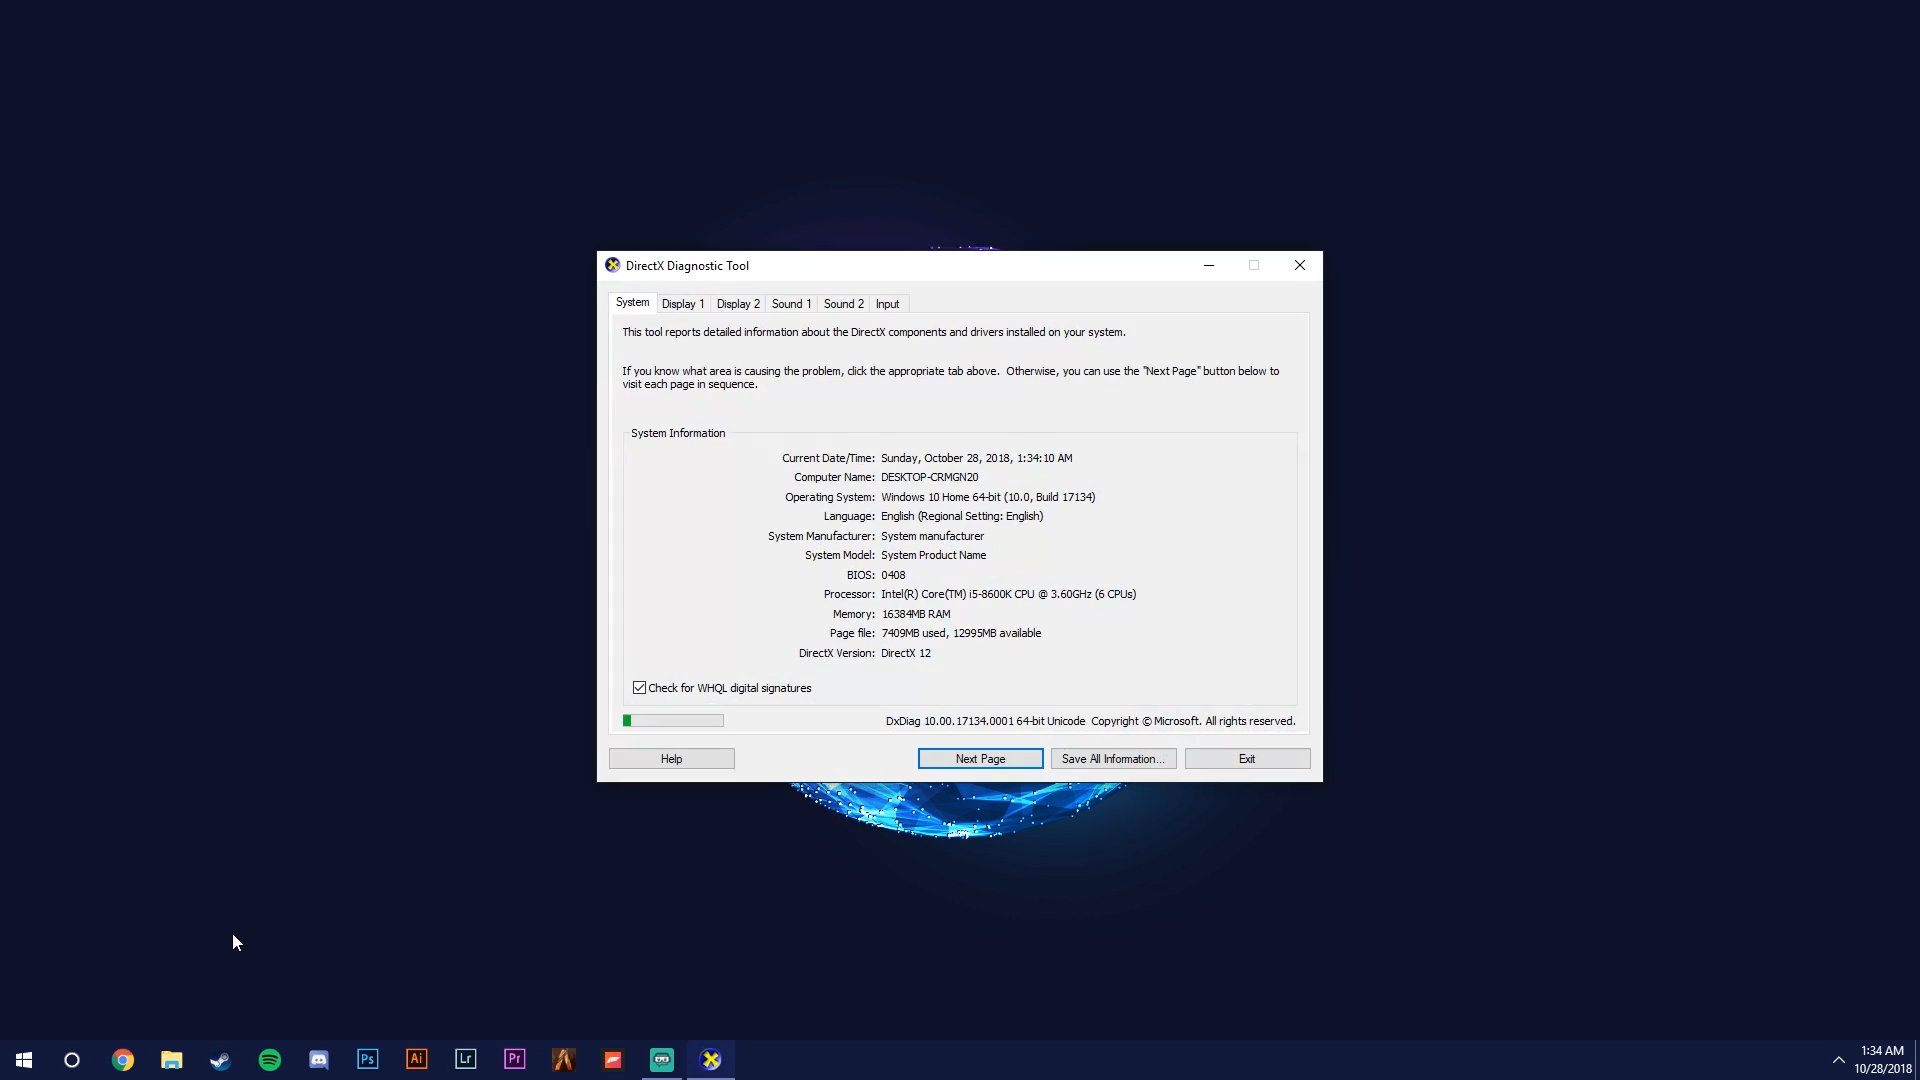 DirectX Diagnostic Tool
System Display 1 Display 2 Sound 1 Sound 2 Input
This tool reports detailed information about the DirectX components and drivers installed on your system.
If you know what area is causing the problem, click the appropriate tab above.  Otherwise, you can use the "Next Page" button below to
visit each page in sequence.
System Information
Current Date/Time: Sunday, October 28, 2018, 1:34:10 AM
Computer Name: DESKTOP-CRMGN20
Operating System: Windows 10 Home 64-bit (10.0, Build 17134)
Language: English (Regional Setting: English)
System Manufacturer: System manufacturer
System Model: System Product Name
BIOS: 0408
Processor: Intel(R) Core(TM) i5-8600K CPU @ 3.60GHz (6 CPUs)
Memory: 16384MB RAM
Page file: 7409MB used, 12995MB available
DirectX Version: DirectX 12
Check for WHQL digital signatures
DxDiag 10.00.17134.0001 64-bit Unicode  Copyright © Microsoft. All rights reserved.
Help Next Page Save All Information... Exit
Ps Ai Lr Pr
1:34 AM
10/28/2018